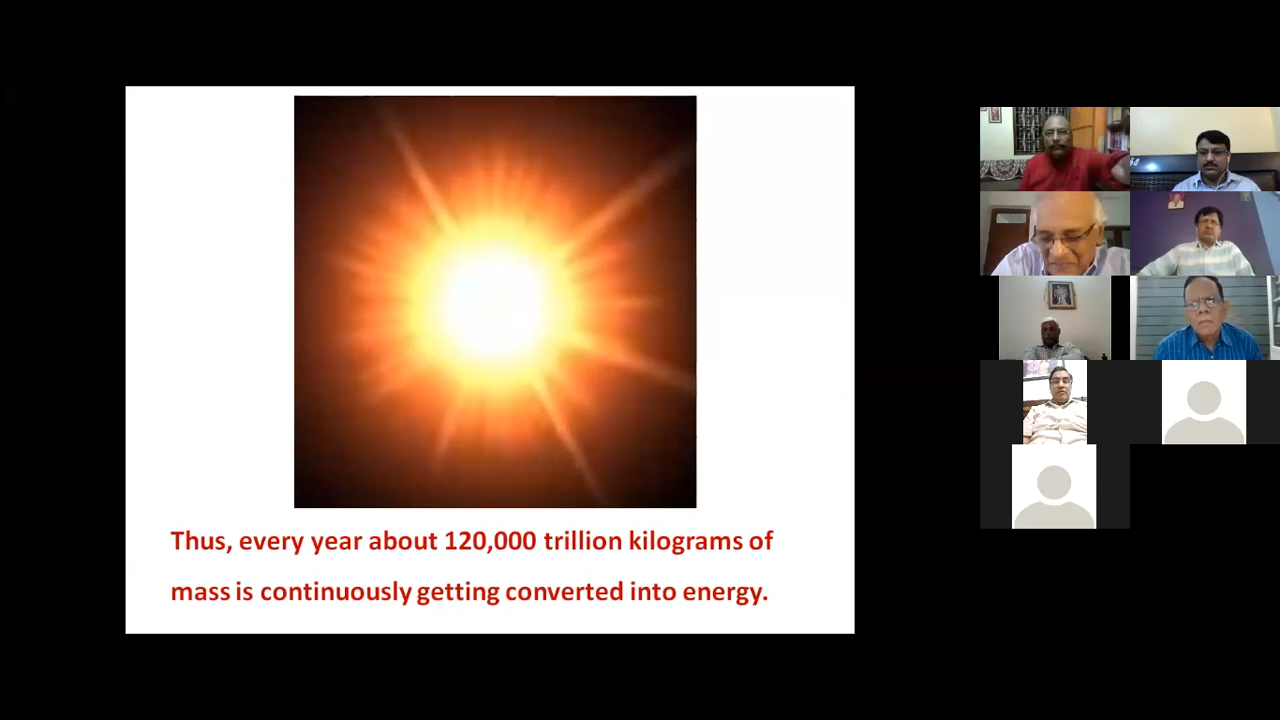 Thus, every year about 120,000 trillion kilograms of
mass is continuously getting converted into energy.